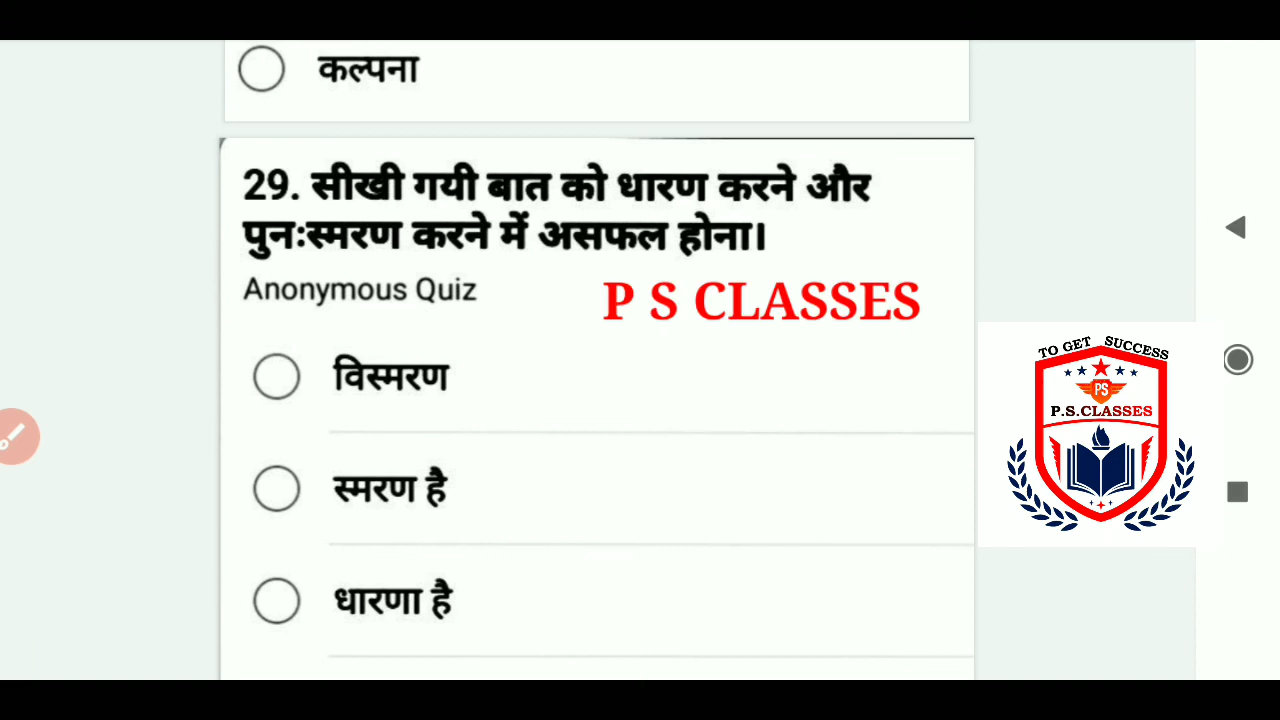 कल्पना
29. सीखी गयी बात को धारण करने और
पुनःस्मरण करने में असफल होना।
Anonymous Quiz
P S CLASSES
विस्मरण
स्मरण है
धारणा है
TO GET SUCCESS
PS
P.S.CLASSES